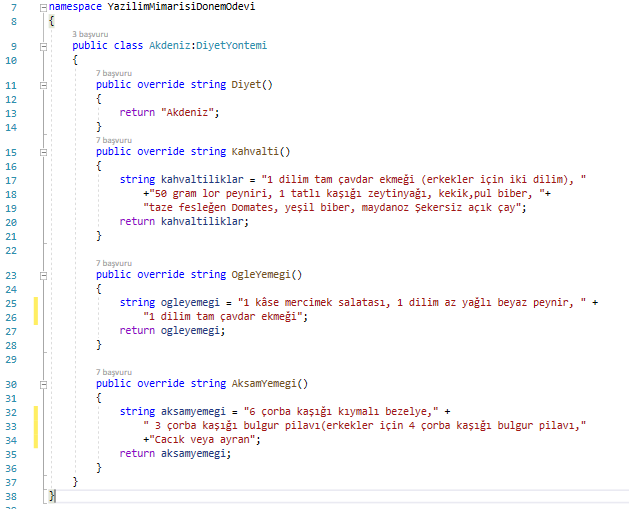 7 namespace YazilimMimarisiDonemOdevi
8 {
3 başvuru
9 public class Akdeniz:DiyetYontemi
10 {
7 başvuru
11 public override string Diyet()
12 {
13 return "Akdeniz";
14 }
7 başvuru
15 public override string Kahvalti()
16 {
17 string kahvaltiliklar = "1 dilim tam çavdar ekmeği (erkekler için iki dilim), "
18 +"50 gram lor peyniri, 1 tatlı kaşığı zeytinyağı, kekik,pul biber, "+
19 "taze fesleğen Domates, yeşil biber, maydanoz Şekersiz açık çay";
20 return kahvaltiliklar;
21 }
22
7 başvuru
23 public override string OgleYemegi()
24 {
25 string ogleyemegi = "1 kâse mercimek salatası, 1 dilim az yağlı beyaz peynir, " +
26 "1 dilim tam çavdar ekmeği";
27 return ogleyemegi;
28 }
29
7 başvuru
30 public override string AksamYemegi()
31 {
32 string aksamyemegi = "6 çorba kaşığı kıymalı bezelye," +
33 " 3 çorba kaşığı bulgur pilavı(erkekler için 4 çorba kaşığı bulgur pilavı,"
34 +"Cacık veya ayran";
35 return aksamyemegi;
36 }
37 }
38 }